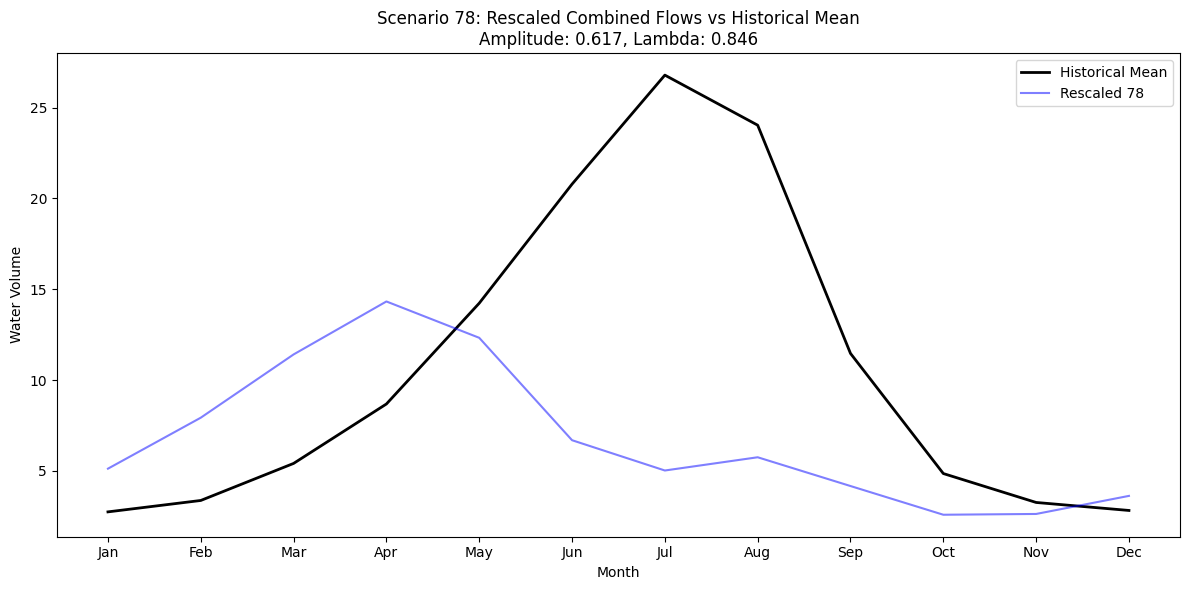 Scenario 78: Rescaled Combined Flows vs Historical Mean
Amplitude: 0.617, Lambda: 0.846
Historical Mean
Rescaled 78
Water Volume
25
20
15
10
5
Jan Feb Mar Apr May Jun Jul Aug Sep Oct Nov Dec
Month